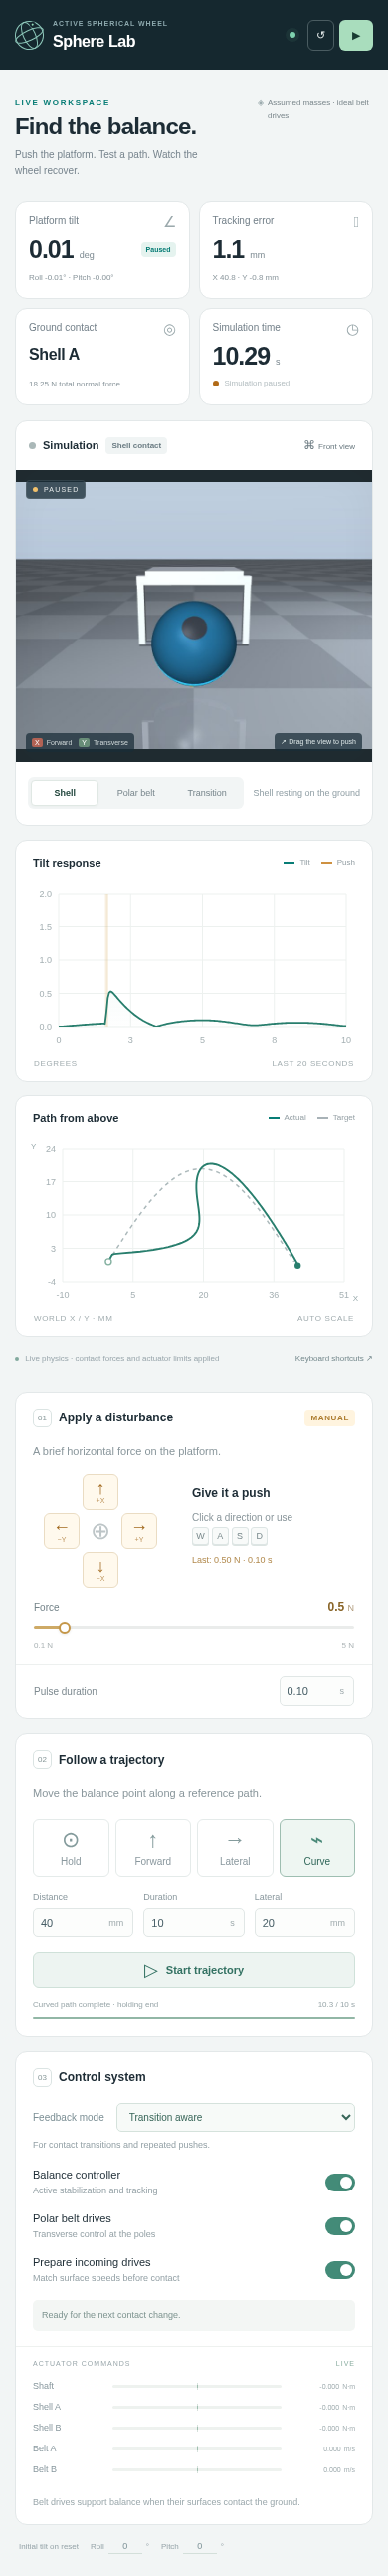 ACTIVE SPHERICAL WHEEL
Sphere Lab
LIVE WORKSPACE
Find the balance.
Push the platform. Test a path. Watch the
wheel recover.
Assumed masses · ideal belt
drives
Platform tilt
0.01 deg
Paused
Roll -0.01° · Pitch -0.00°
Tracking error
1.1 mm
X 40.8 · Y -0.8 mm
Ground contact
Shell A
18.25 N total normal force
Simulation time
10.29 s
Simulation paused
Simulation
Shell contact
Front view
PAUSED
X Forward Y Transverse
↗ Drag the view to push
Shell
Polar belt
Transition
Shell resting on the ground
Tilt response
Tilt
Push
2.0
1.5
1.0
0.5
0.0
0 3 5 8 10
DEGREES
LAST 20 SECONDS
Path from above
Actual
Target
Y
24
17
10
3
-4
-10 5 20 36 51 X
WORLD X / Y · MM
AUTO SCALE
Live physics · contact forces and actuator limits applied
Keyboard shortcuts ↗
01 Apply a disturbance
MANUAL
A brief horizontal force on the platform.
↑
+X
←
−Y
→
+Y
↓
−X
Give it a push
Click a direction or use
W A S D
Last: 0.50 N · 0.10 s
Force
0.5 N
0.1 N
5 N
Pulse duration
0.10 s
02 Follow a trajectory
Move the balance point along a reference path.
Hold
Forward
Lateral
Curve
Distance
Duration
Lateral
40 mm
10 s
20 mm
Start trajectory
Curved path complete · holding end
10.3 / 10 s
03 Control system
Feedback mode
Transition aware
For contact transitions and repeated pushes.
Balance controller
Active stabilization and tracking
Polar belt drives
Transverse control at the poles
Prepare incoming drives
Match surface speeds before contact
Ready for the next contact change.
ACTUATOR COMMANDS
LIVE
Shaft
-0.000 N·m
Shell A
-0.000 N·m
Shell B
-0.000 N·m
Belt A
0.000 m/s
Belt B
0.000 m/s
Belt drives support balance when their surfaces contact the ground.
Initial tilt on reset Roll 0 ° Pitch 0 °